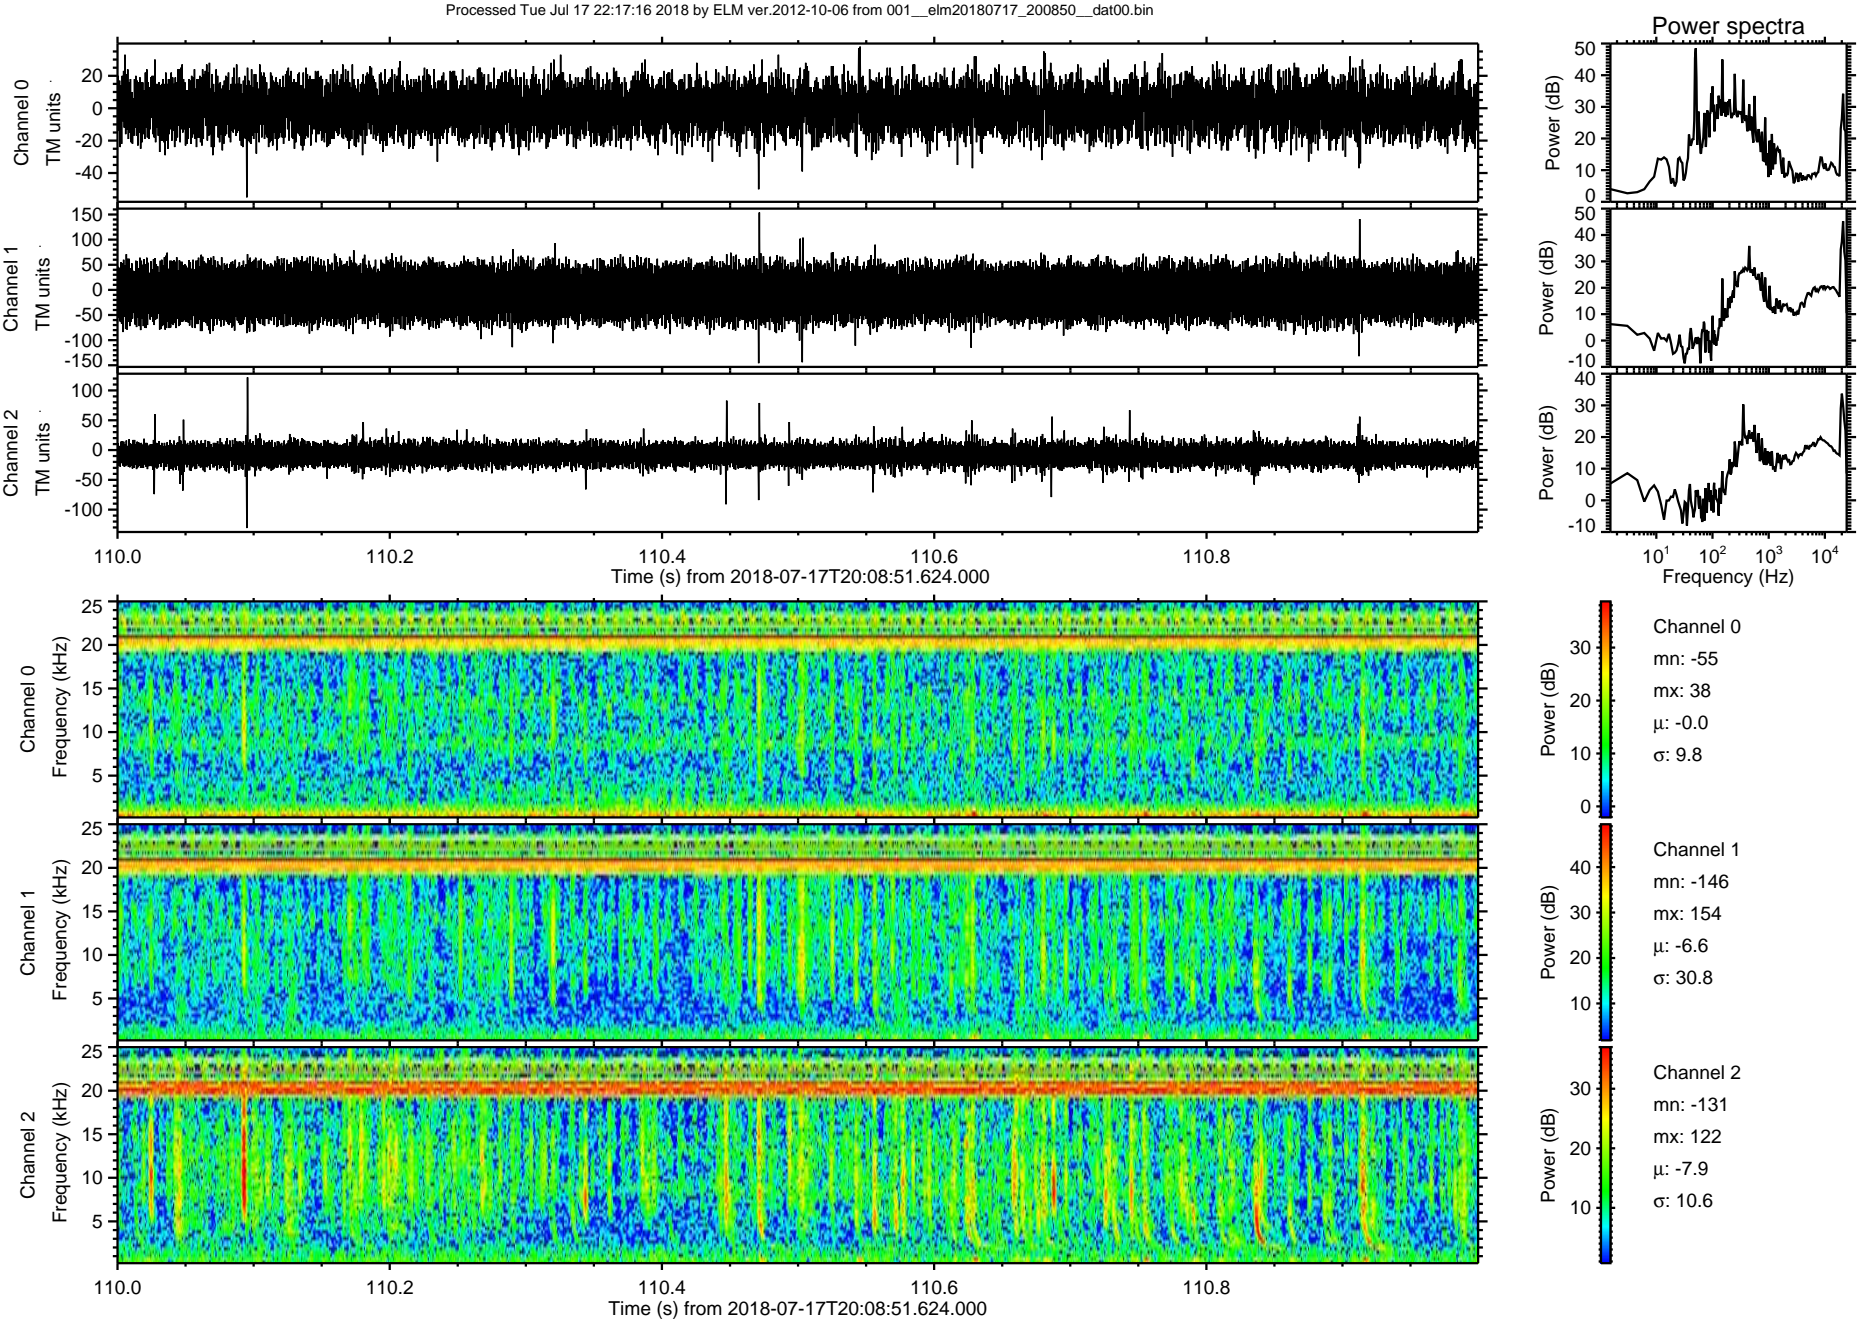 Processed Tue Jul 17 22:17:16 2018 by ELM ver.2012-10-06 from 001__elm20180717_200850__dat00.bin
Power spectra
Channel 0
TM units
20
0
-20
-40
Power (dB)
50
40
30
20
10
0
Channel 1
TM units
150
100
50
0
-50
-100
-150
Power (dB)
50
40
30
20
10
0
-10
Channel 2
TM units
100
50
0
-50
-100
Power (dB)
40
30
20
10
0
-10
110.0 110.2 110.4 110.6 110.8
Time (s) from 2018-07-17T20:08:51.624.000
10¹ 10² 10³ 10⁴
Frequency (Hz)
Channel 0
Frequency (kHz)
25
20
15
10
5
Power (dB)
30
20
10
0
Channel 0
mn: -55
mx: 38
μ: -0.0
σ: 9.8
Channel 1
Frequency (kHz)
25
20
15
10
5
Power (dB)
40
30
20
10
Channel 1
mn: -146
mx: 154
μ: -6.6
σ: 30.8
Channel 2
Frequency (kHz)
25
20
15
10
5
Power (dB)
30
20
10
Channel 2
mn: -131
mx: 122
μ: -7.9
σ: 10.6
110.0 110.2 110.4 110.6 110.8
Time (s) from 2018-07-17T20:08:51.624.000